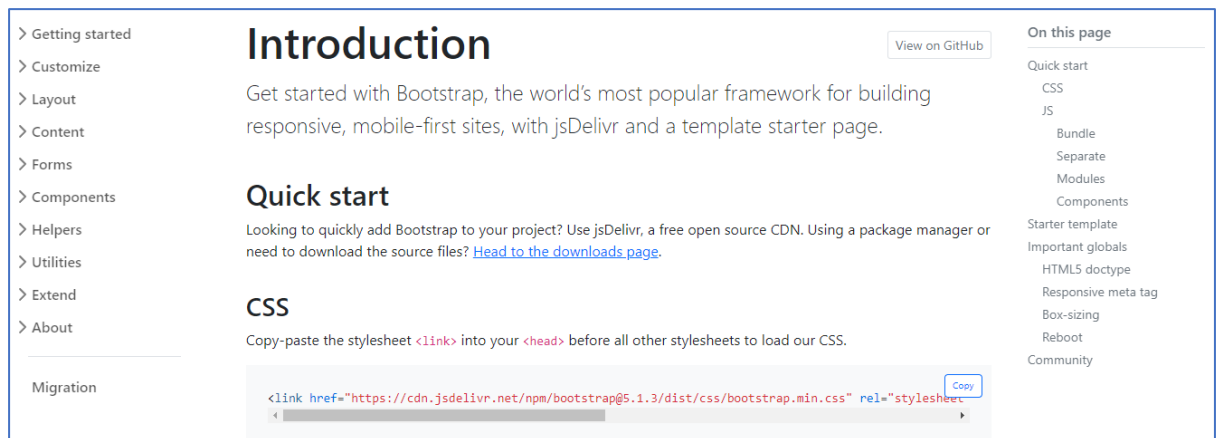 Getting started
Customize
Layout
Content
Forms
Components
Helpers
Utilities
Extend
About
Migration
Introduction
View on GitHub
Get started with Bootstrap, the world’s most popular framework for building
responsive, mobile-first sites, with jsDelivr and a template starter page.
Quick start
Looking to quickly add Bootstrap to your project? Use jsDelivr, a free open source CDN. Using a package manager or
need to download the source files? Head to the downloads page.
CSS
Copy-paste the stylesheet <link> into your <head> before all other stylesheets to load our CSS.
Copy
<link href="https://cdn.jsdelivr.net/npm/bootstrap@5.1.3/dist/css/bootstrap.min.css" rel="stylesheet
On this page
Quick start
CSS
JS
Bundle
Separate
Modules
Components
Starter template
Important globals
HTML5 doctype
Responsive meta tag
Box-sizing
Reboot
Community